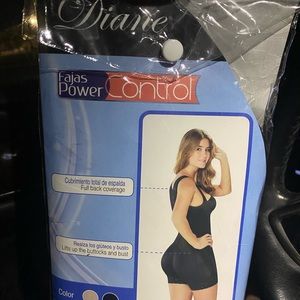 Diane
Fajas
Power
Control
Cubrimiento total de espalda
Full back coverage
Realza los glúteos y busto
Lifts up the buttocks and bust
Color